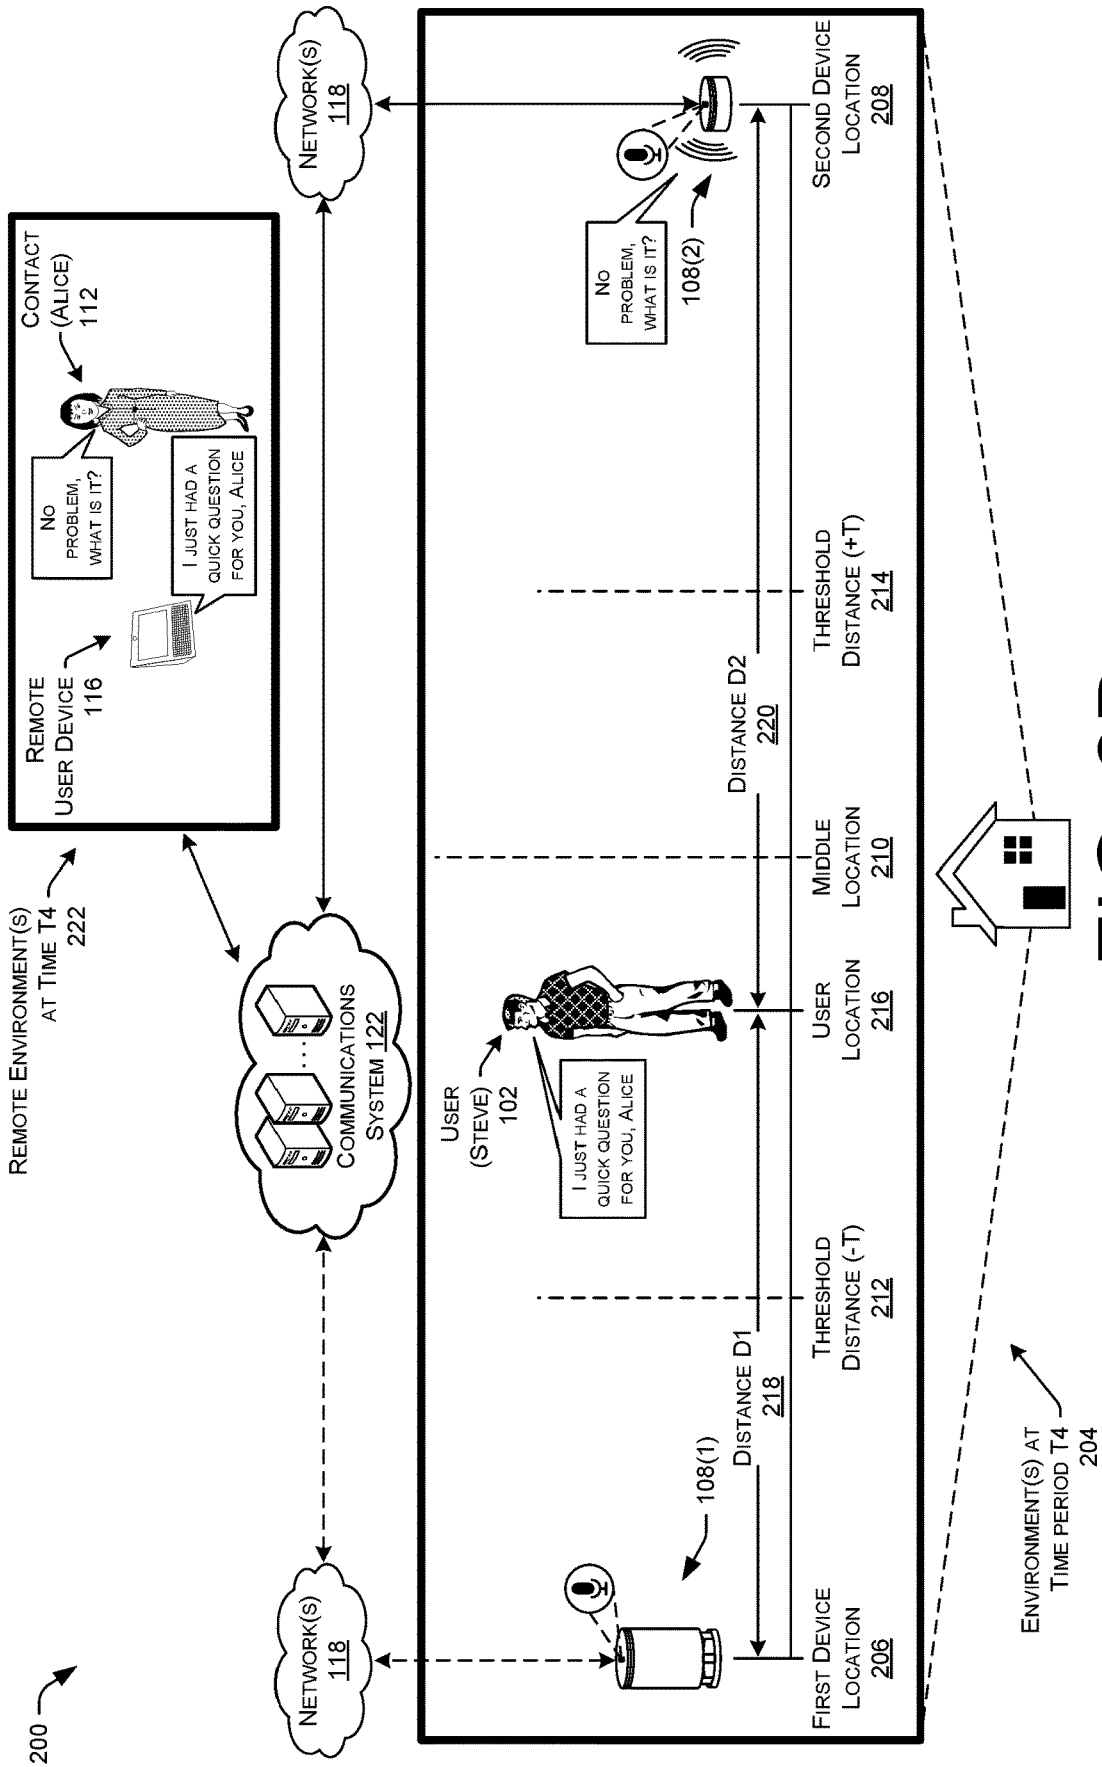 200
REMOTE ENVIRONMENT(S)
AT TIME T4
222
REMOTE
USER DEVICE
116
CONTACT
(ALICE)
112
NO
PROBLEM,
WHAT IS IT?
I JUST HAD A
QUICK QUESTION
FOR YOU, ALICE
NETWORK(S)
118
COMMUNICATIONS
SYSTEM 122
NETWORK(S)
118
USER
(STEVE)
102
I JUST HAD A
QUICK QUESTION
FOR YOU, ALICE
NO
PROBLEM,
WHAT IS IT?
108(1)
108(2)
DISTANCE D1
218
DISTANCE D2
220
FIRST DEVICE
LOCATION
206
THRESHOLD
DISTANCE (-T)
212
USER
LOCATION
216
MIDDLE
LOCATION
210
THRESHOLD
DISTANCE (+T)
214
SECOND DEVICE
LOCATION
208
ENVIRONMENT(S) AT
TIME PERIOD T4
204